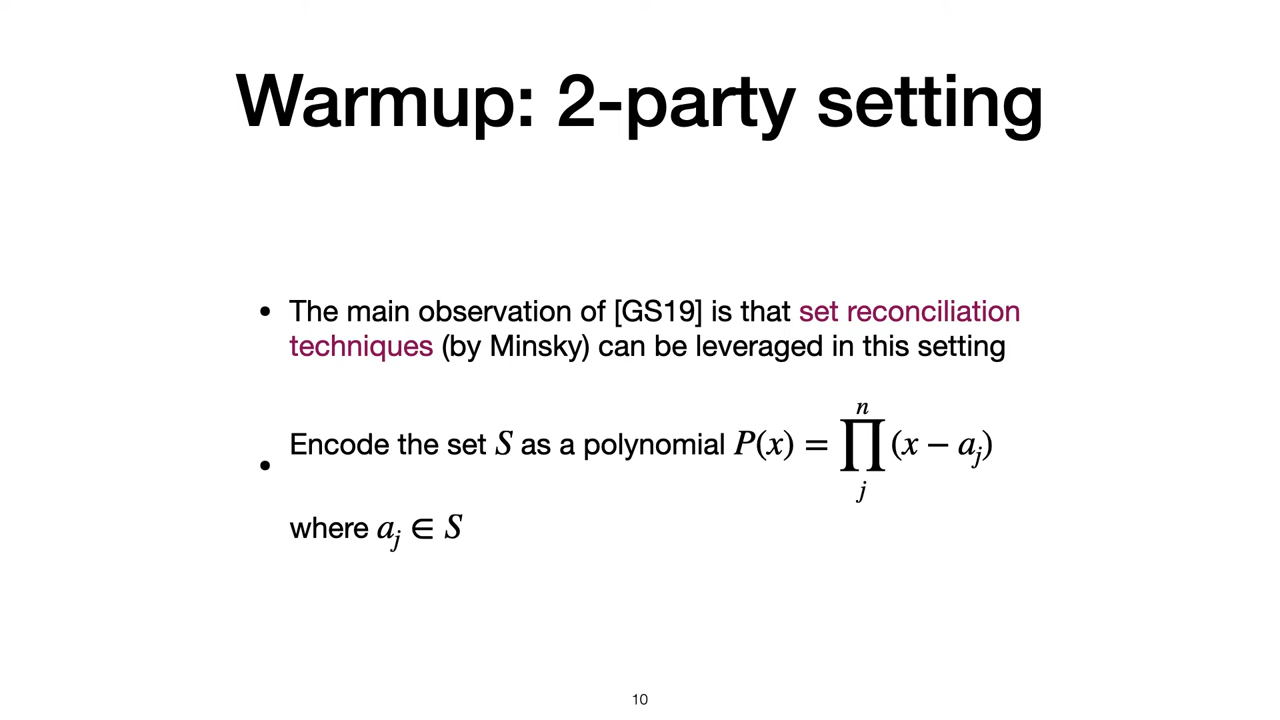 Warmup: 2-party setting
• The main observation of [GS19] is that set reconciliation
techniques (by Minsky) can be leveraged in this setting
• Encode the set S as a polynomial P(x) = ∏_j^n (x − a_j)
where a_j ∈ S
10